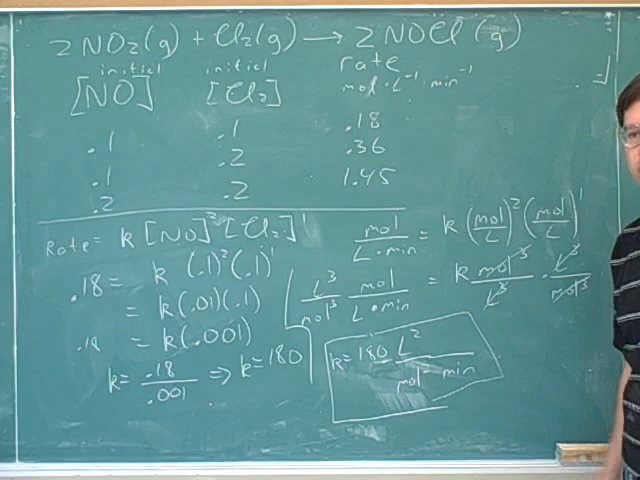 2 NO₂(g) + Cl₂(g) → 2 NOCl (g)
initial initial rate
[NO] [Cl₂] mol · L⁻¹ · min⁻¹
.1 .1 .18
.1 .2 .36
.2 .2 1.45
Rate = k [NO]² [Cl₂]¹
.18 = k (.1)² (.1)¹
= k (.01) (.1)
.18 = k (.001)
k = .18/.001 ⇒ k = 180
mol/L · min = k (mol/L)² (mol/L)¹
L³/mol³ mol/L · min = k mol³/L³ · L³/mol³
k = 180 L²/mol² min